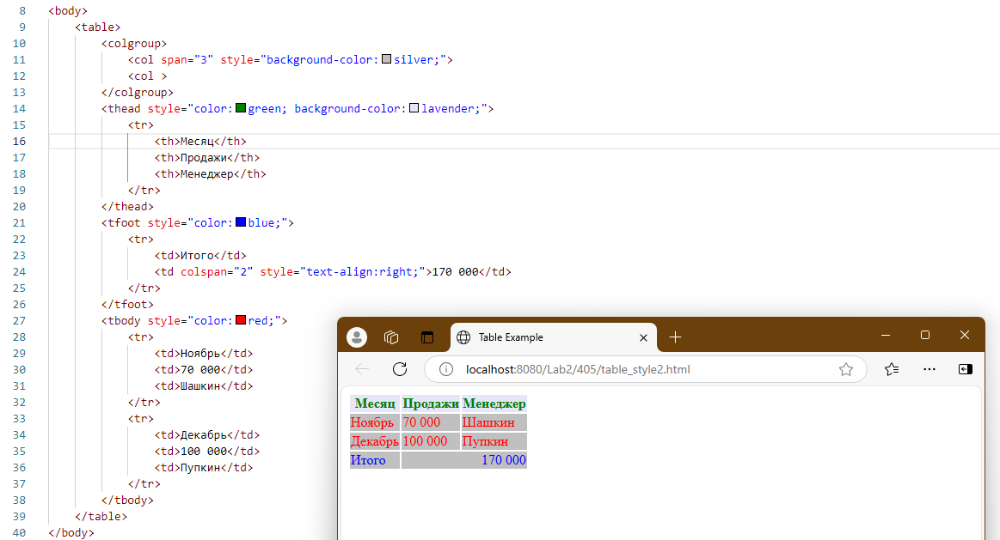 8 <body>
9 <table>
10 <colgroup>
11 <col span="3" style="background-color:silver;">
12 <col >
13 </colgroup>
14 <thead style="color:green; background-color:lavender;">
15 <tr>
16 <th>Месяц</th>
17 <th>Продажи</th>
18 <th>Менеджер</th>
19 </tr>
20 </thead>
21 <tfoot style="color:blue;">
22 <tr>
23 <td>Итого</td>
24 <td colspan="2" style="text-align:right;">170 000</td>
25 </tr>
26 </tfoot>
27 <tbody style="color:red;">
28 <tr>
29 <td>Ноябрь</td>
30 <td>70 000</td>
31 <td>Шашкин</td>
32 </tr>
33 <tr>
34 <td>Декабрь</td>
35 <td>100 000</td>
36 <td>Пупкин</td>
37 </tr>
38 </tbody>
39 </table>
40 </body>
Table Example
localhost:8080/Lab2/405/table_style2.html
Месяц Продажи Менеджер
Ноябрь 70 000 Шашкин
Декабрь 100 000 Пупкин
Итого 170 000